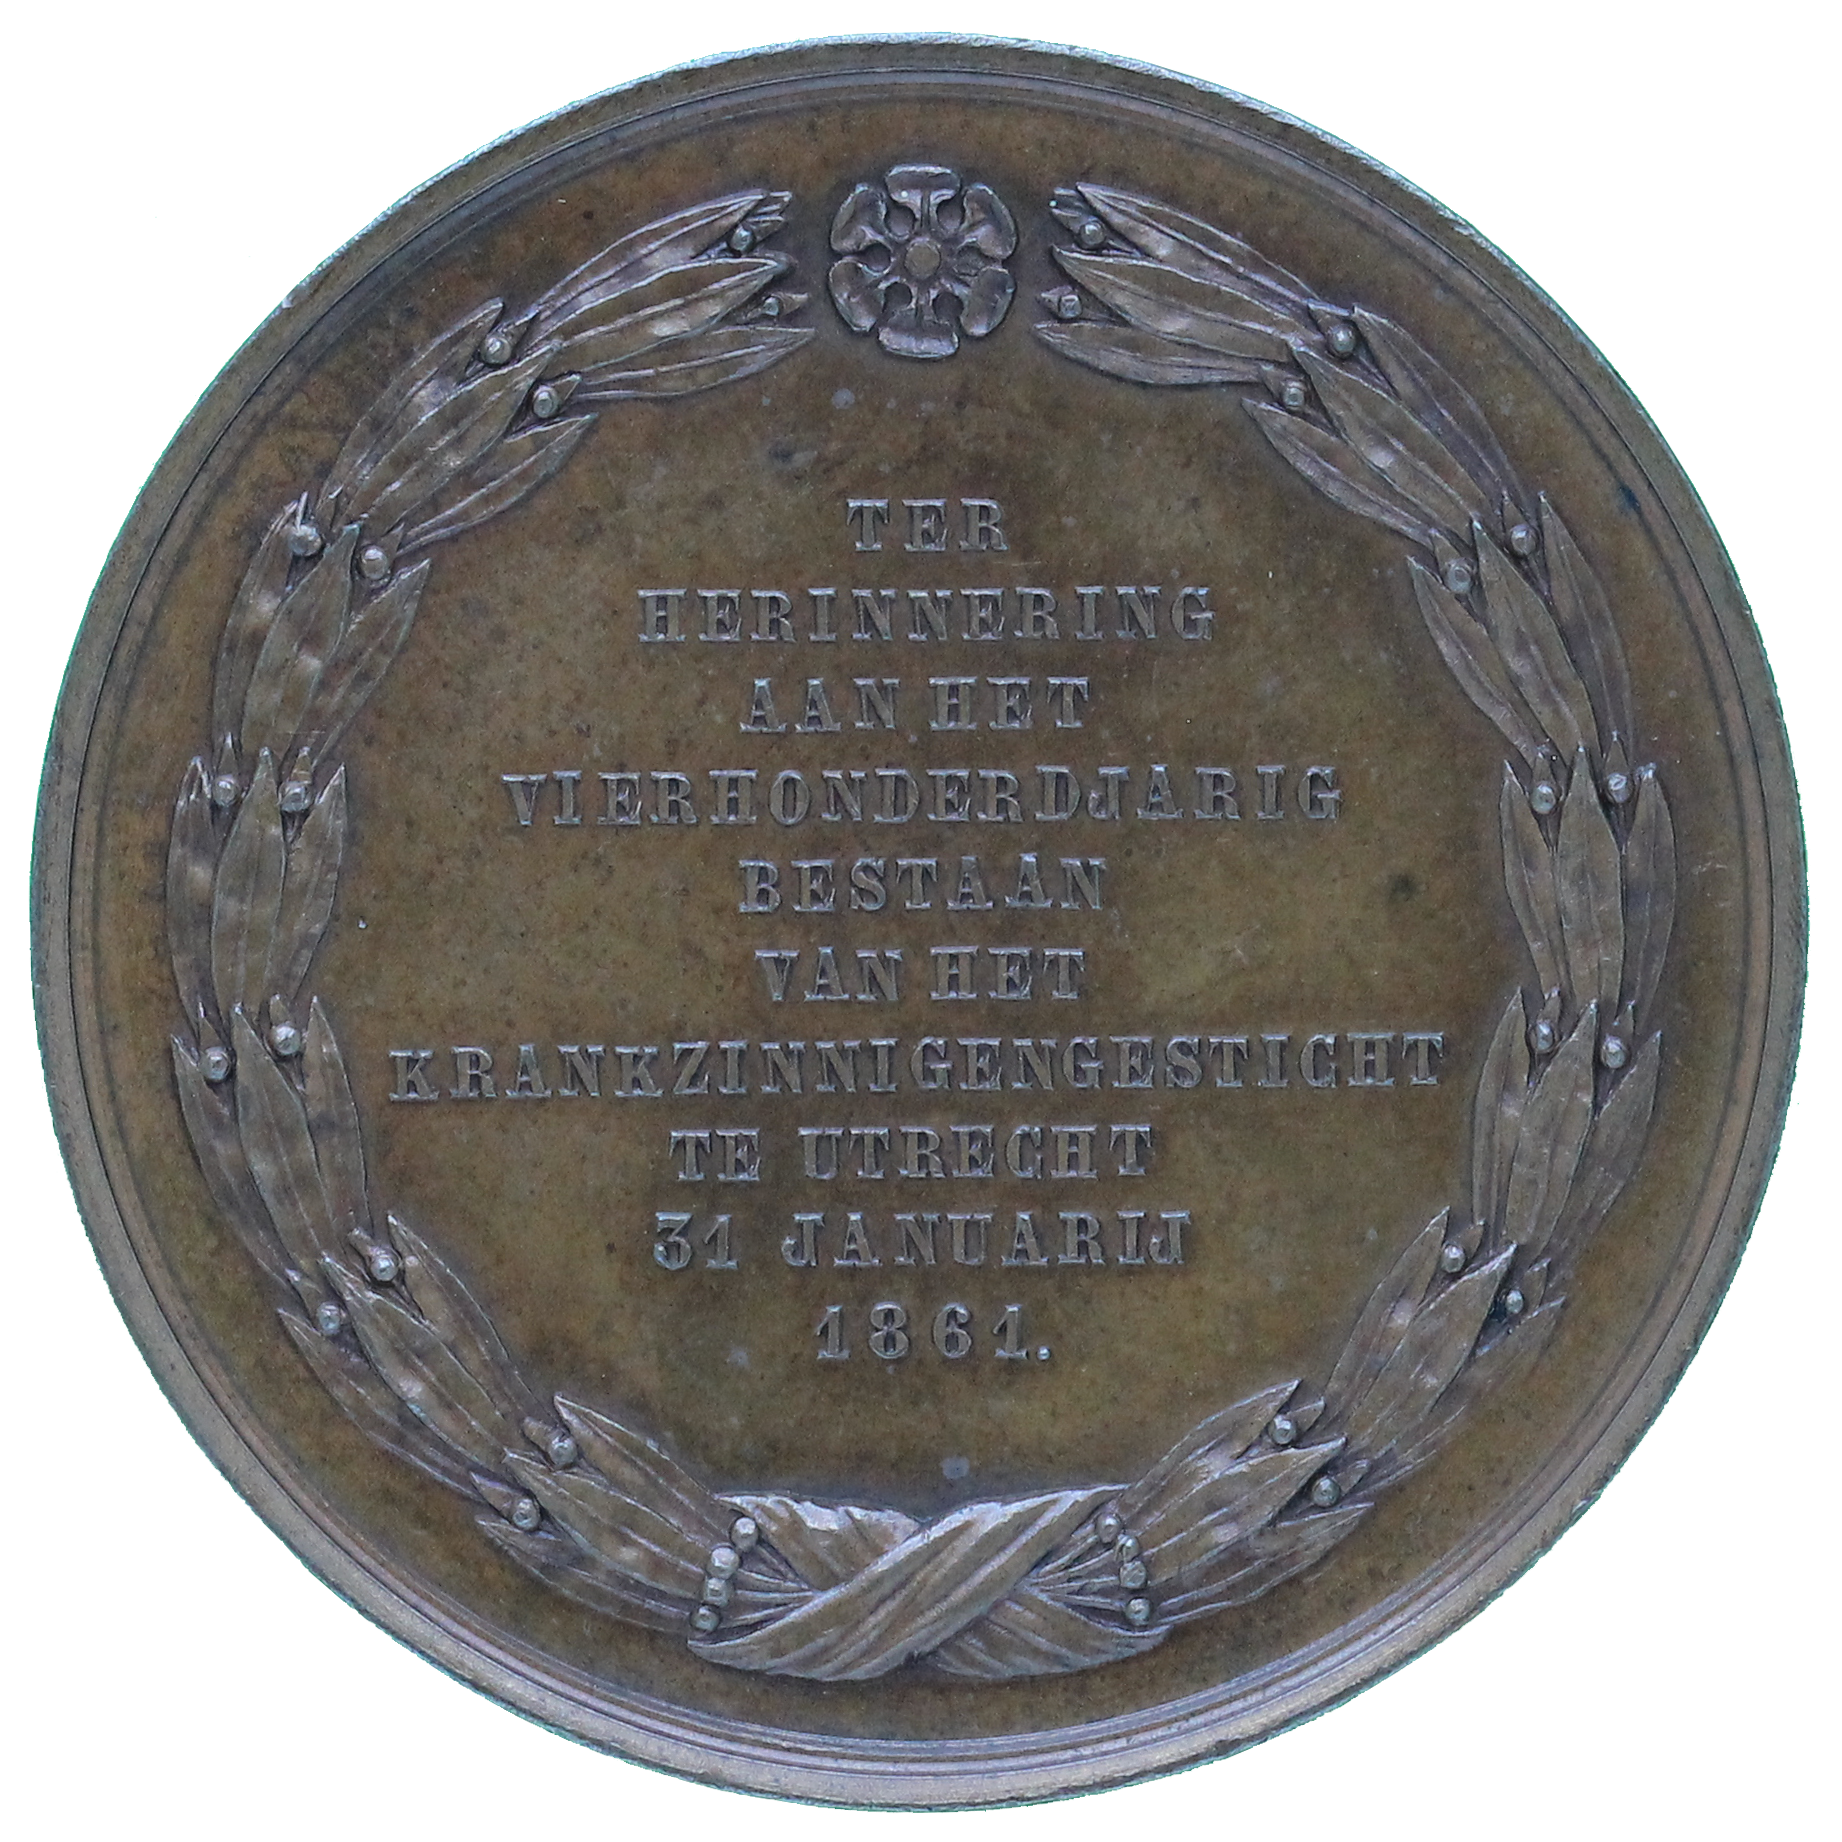 TER
HERINNERING
AAN HET
VIERHONDERDJARIG
BESTAAN
VAN HET
KRANKZINNIGENGESTICHT
TE UTRECHT
31 JANUARIJ
1861.